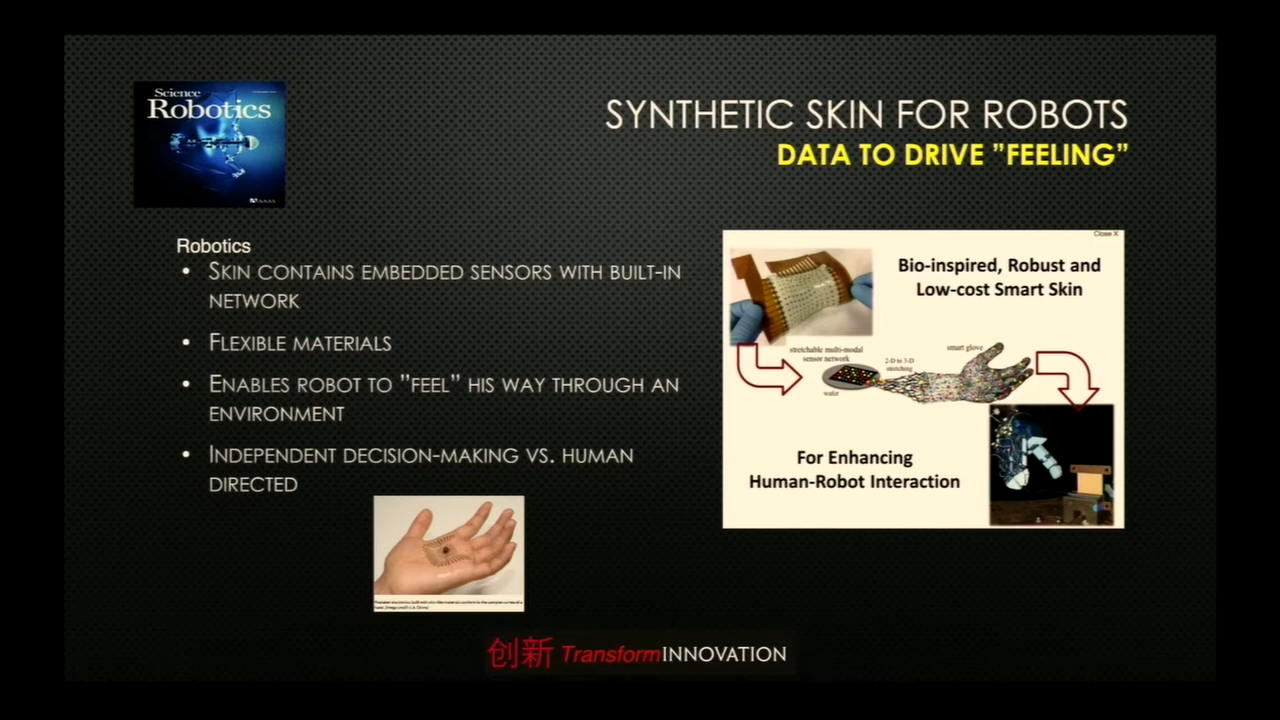 Science
Robotics
AAAS
SYNTHETIC SKIN FOR ROBOTS
DATA TO DRIVE ”FEELING”
Robotics
• SKIN CONTAINS EMBEDDED SENSORS WITH BUILT-IN
NETWORK
• FLEXIBLE MATERIALS
• ENABLES ROBOT TO ”FEEL” HIS WAY THROUGH AN
ENVIRONMENT
• INDEPENDENT DECISION-MAKING VS. HUMAN
DIRECTED
Close X
Bio-inspired, Robust and
Low-cost Smart Skin
stretchable multi-modal
sensor network
wafer
2-D to 3-D
stretching
smart glove
For Enhancing
Human-Robot Interaction
创新 TransformINNOVATION